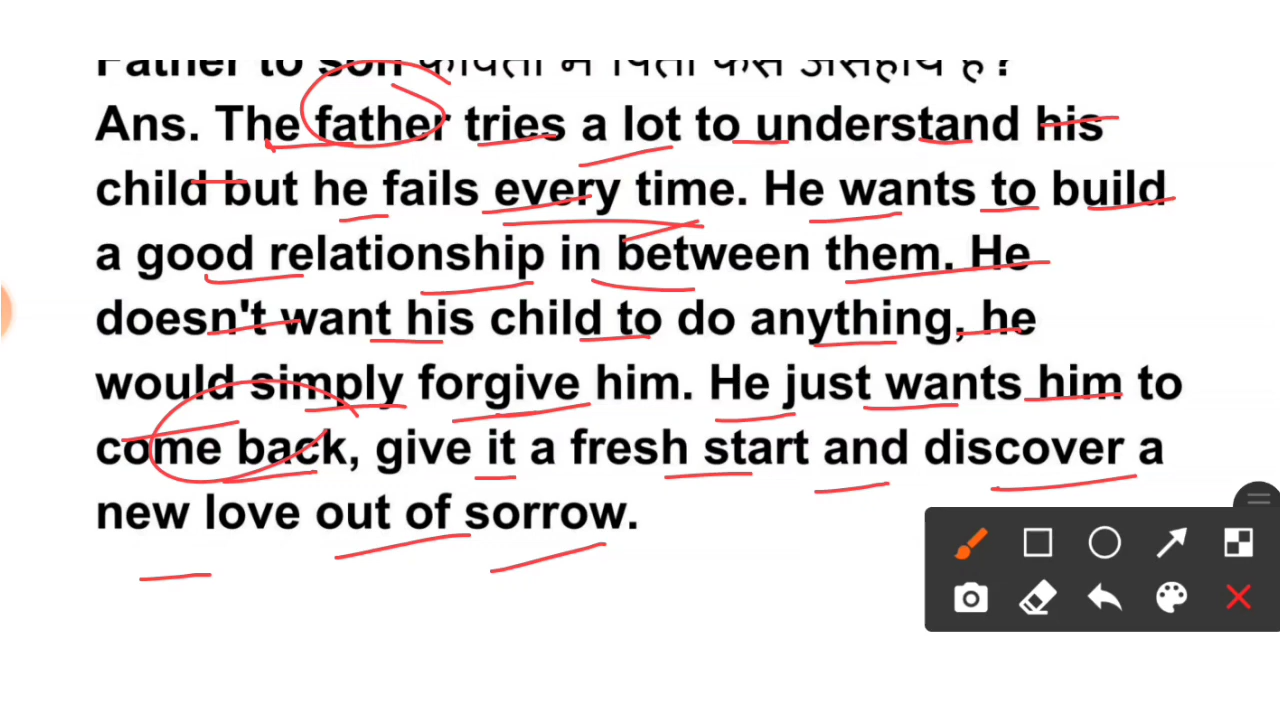 Father to son कविता में पिता कैसे असहाय है?
Ans. The father tries a lot to understand his
child but he fails every time. He wants to build
a good relationship in between them. He
doesn't want his child to do anything, he
would simply forgive him. He just wants him to
come back, give it a fresh start and discover a
new love out of sorrow.